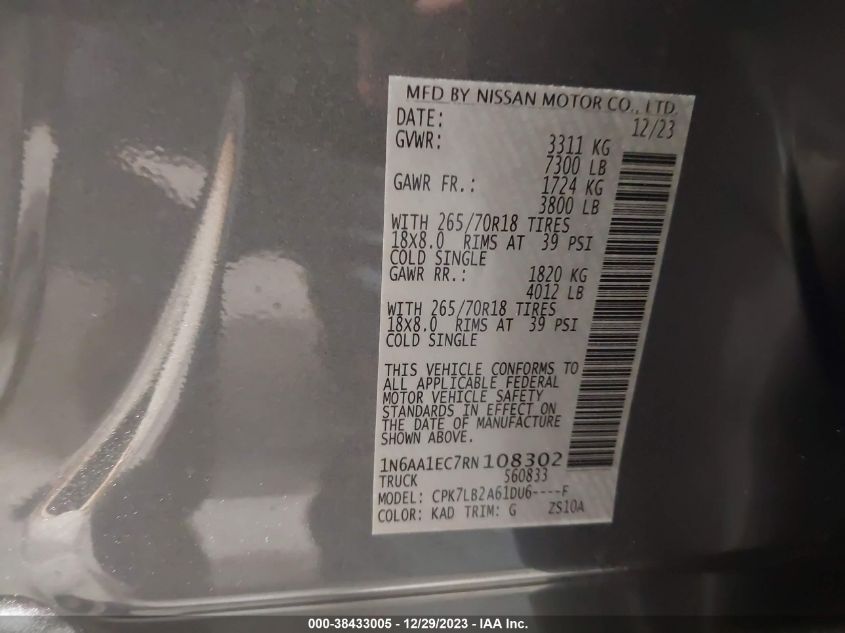 MFD BY NISSAN MOTOR CO., LTD.
DATE: 12/23
GVWR: 3311 KG
7300 LB
GAWR FR.: 1724 KG
3800 LB
WITH 265/70R18 TIRES
18X8.0 RIMS AT 39 PSI
COLD SINGLE
GAWR RR.: 1820 KG
4012 LB
WITH 265/70R18 TIRES
18X8.0 RIMS AT 39 PSI
COLD SINGLE
THIS VEHICLE CONFORMS TO
ALL APPLICABLE FEDERAL
MOTOR VEHICLE SAFETY
STANDARDS IN EFFECT ON
THE DATE OF MANUFACTURE
SHOWN ABOVE.
1N6AA1EC7RN108302
TRUCK 560833
MODEL: CPK7LB2A61DU6----F
COLOR: KAD TRIM: G ZS10A
000-38433005 - 12/29/2023 - IAA Inc.